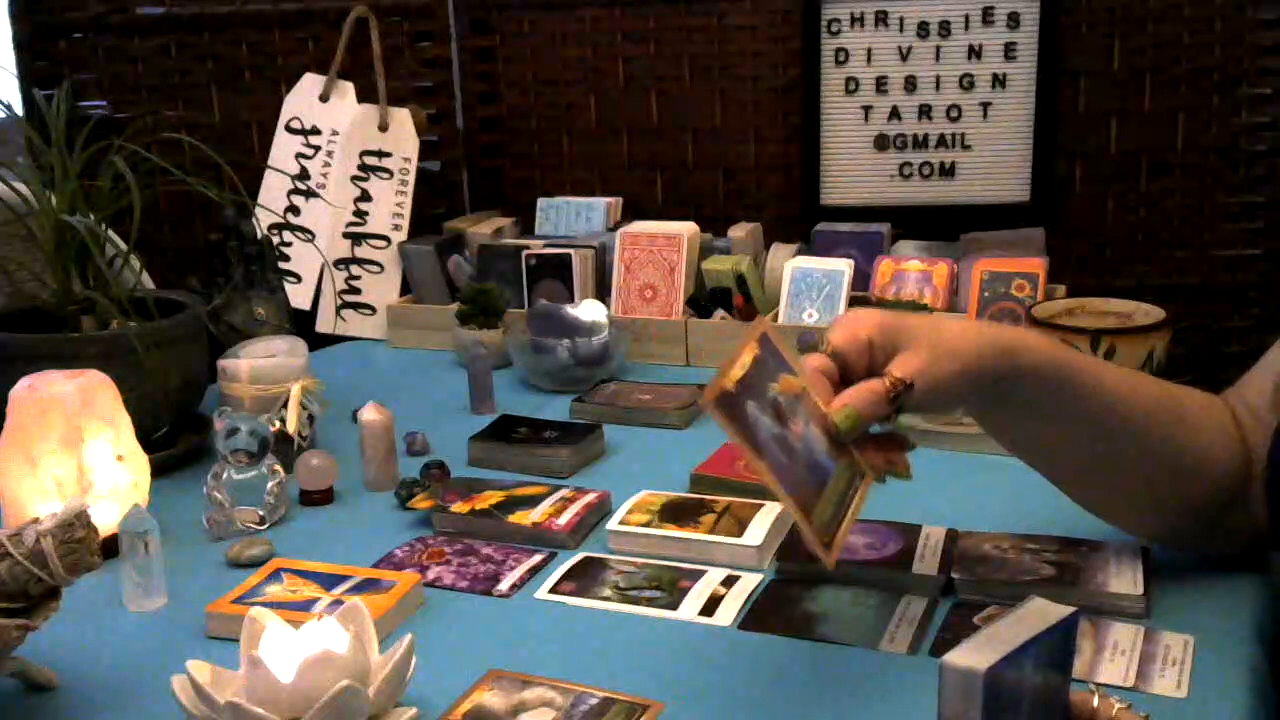 CHRISSIES
DIVINE
DESIGN
TAROT
@GMAIL
.COM
ALWAYS
grateful
FOREVER
thankful